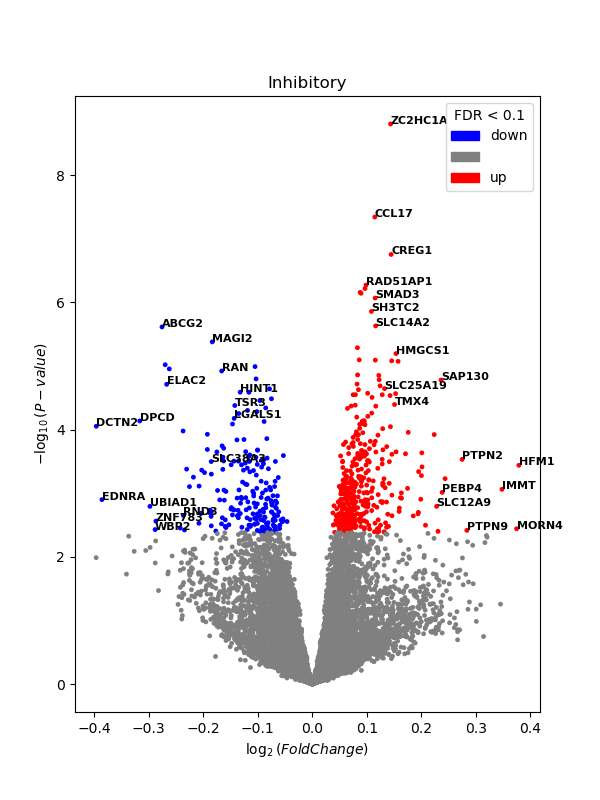 Inhibitory
ZC2HC1A
FDR < 0.1
down
up
CCL17
CREG1
RAD51AP1
SMAD3
SH3TC2
SLC14A2
ABCG2
MAGI2
HMGCS1
RAN
ELAC2
SAP130
HINT1
SLC25A19
TSR3
TMX4
LGALS1
DPCD
DCTN2
SLC38A3
PTPN2
HFM1
PEBP4
JMMT
EDNRA
UBIAD1
SLC12A9
RND3
ZNF783
WBP2
PTPN9
MORN4
8
6
4
2
0
−log10 (P − value)
−0.4 −0.3 −0.2 −0.1 0.0 0.1 0.2 0.3 0.4
log2 (FoldChange)